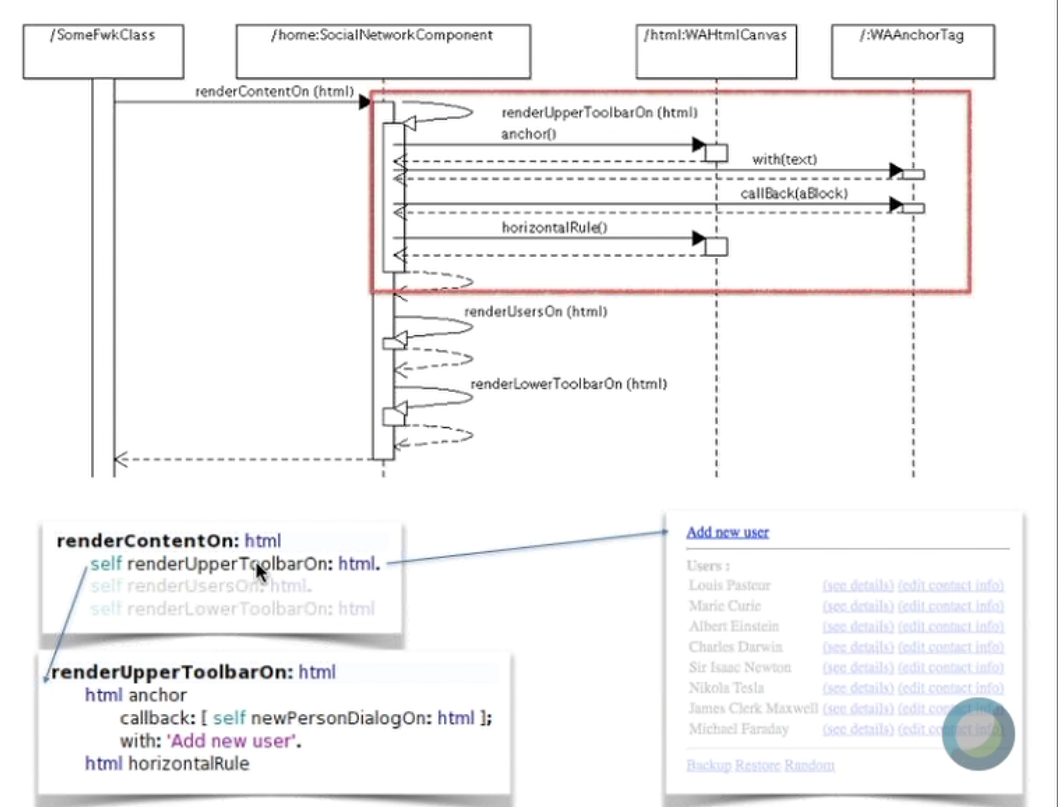 /SomeFwkClass
/home:SocialNetworkComponent
/html:WAHtmlCanvas
/:WAAnchorTag
renderContentOn (html)
renderUpperToolbarOn (html)
anchor()
with(text)
callBack(aBlock)
horizontalRule()
renderUsersOn (html)
renderLowerToolbarOn (html)
renderContentOn: html
self renderUpperToolbarOn: html.
self renderUsersOn: html.
self renderLowerToolbarOn: html
renderUpperToolbarOn: html
html anchor
callback: [ self newPersonDialogOn: html ];
with: 'Add new user'.
html horizontalRule
Add new user
Users :
Louis Pasteur (see details) (edit contact info)
Marie Curie (see details) (edit contact info)
Albert Einstein (see details) (edit contact info)
Charles Darwin (see details) (edit contact info)
Sir Isaac Newton (see details) (edit contact info)
Nikola Tesla (see details) (edit contact info)
James Clerk Maxwell (see details) (edit contact info)
Michael Faraday (see details) (edit contact info)
Backup Restore Random